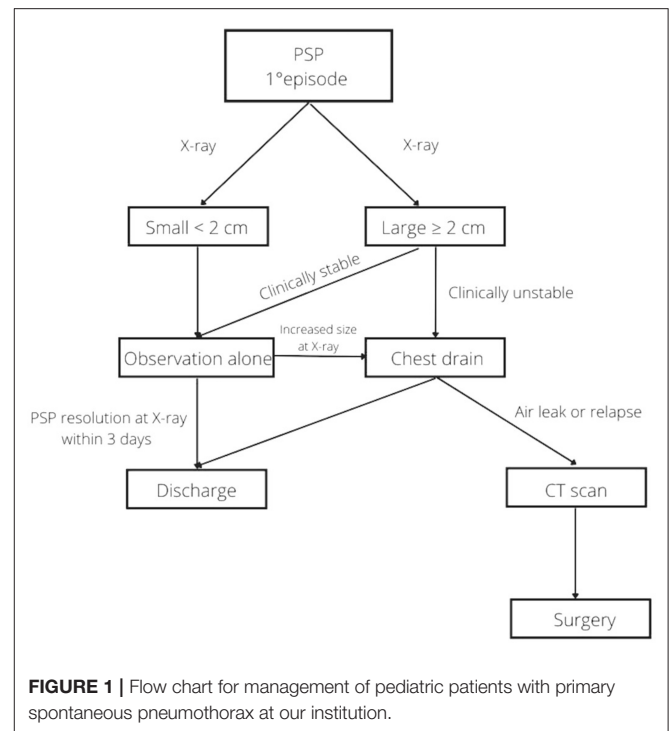 PSP
1°episode
X-ray
X-ray
Small < 2 cm
Large ≥ 2 cm
Clinically stable
Clinically unstable
Increased size
at X-ray
Observation alone
Chest drain
PSP resolution at X-ray
within 3 days
Air leak or relapse
Discharge
CT scan
Surgery
FIGURE 1 | Flow chart for management of pediatric patients with primary
spontaneous pneumothorax at our institution.